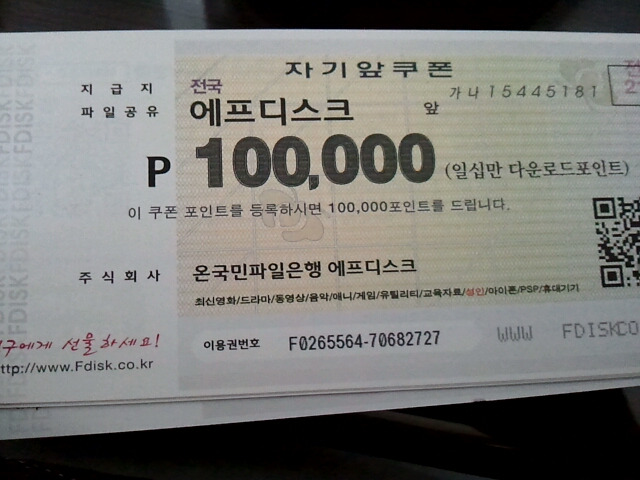 자기앞쿠폰
지급지 전국
가나15445181
파일공유 에프디스크 앞
P 100,000 (일십만 다운로드포인트)
이 쿠폰 포인트를 등록하시면 100,000포인트를 드립니다.
주식회사 온국민파일은행 에프디스크
최신영화/드라마/동영상/음악/애니/게임/유틸리티/교육자료/성인/마이폰/PSP/휴대기기
구에게 선물하세요!
이용권번호 F0265564-70682727 WWW FDISKCO
ttp://www.Fdisk.co.kr